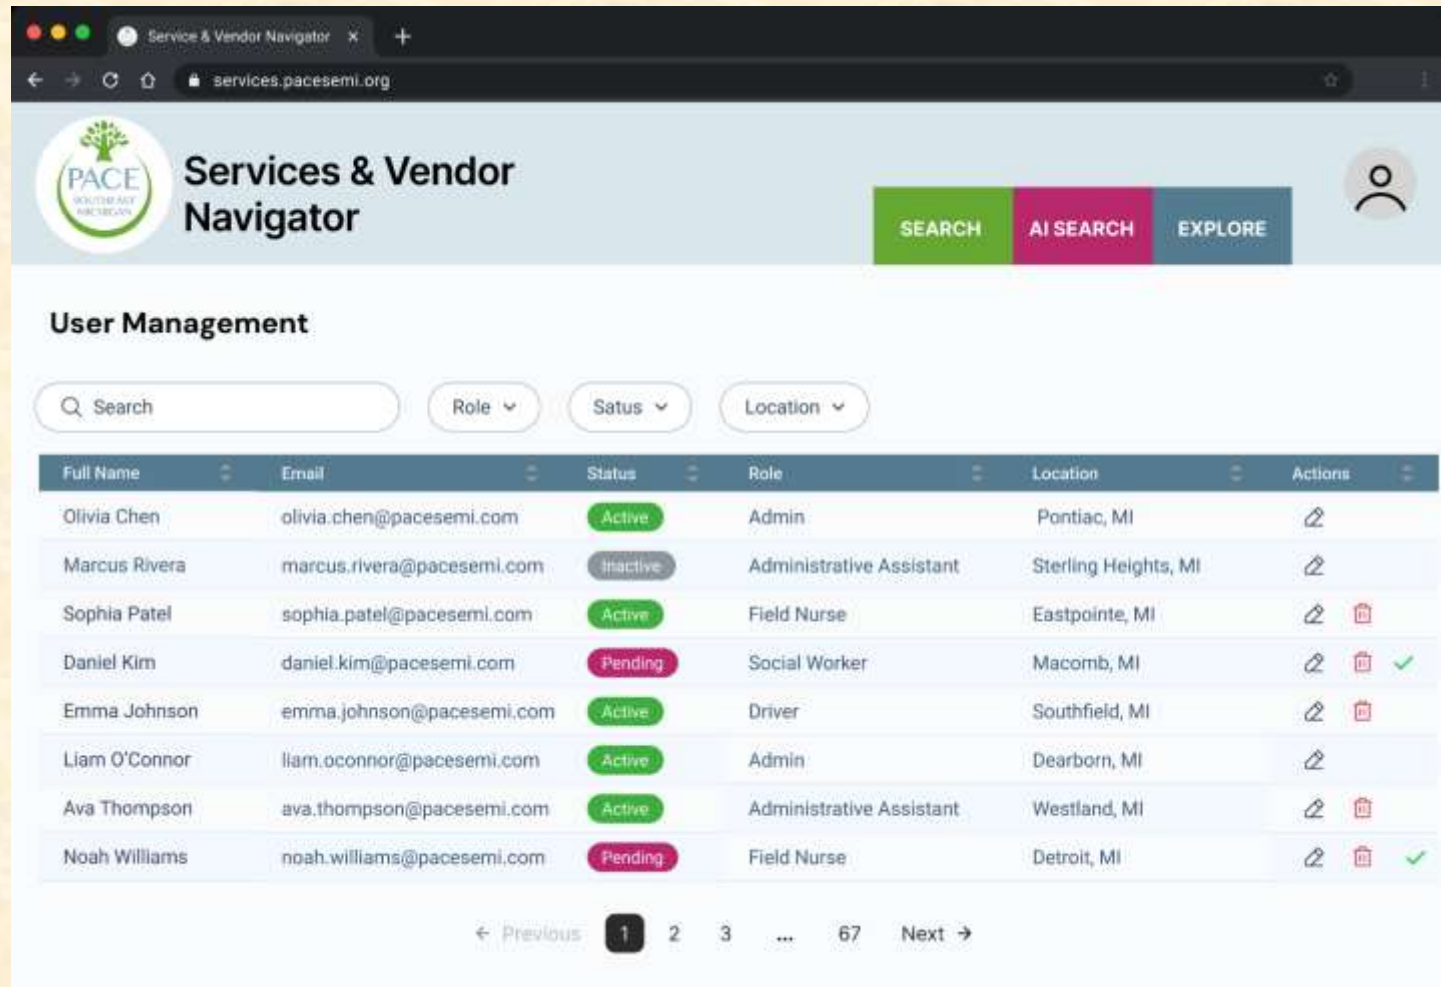 Service & Vendor Navigator
services.pacesemi.org
PACE
SOUTHEAST
MICHIGAN
Services & Vendor
Navigator
SEARCH AI SEARCH EXPLORE
User Management
Search Role Satus Location
Full Name Email Status Role Location Actions
Olivia Chen olivia.chen@pacesemi.com Active Admin Pontiac, MI
Marcus Rivera marcus.rivera@pacesemi.com Inactive Administrative Assistant Sterling Heights, MI
Sophia Patel sophia.patel@pacesemi.com Active Field Nurse Eastpointe, MI
Daniel Kim daniel.kim@pacesemi.com Pending Social Worker Macomb, MI
Emma Johnson emma.johnson@pacesemi.com Active Driver Southfield, MI
Liam O'Connor liam.oconnor@pacesemi.com Active Admin Dearborn, MI
Ava Thompson ava.thompson@pacesemi.com Active Administrative Assistant Westland, MI
Noah Williams noah.williams@pacesemi.com Pending Field Nurse Detroit, MI
← Previous 1 2 3 ... 67 Next →